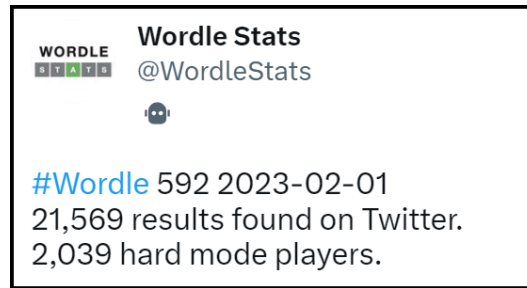 WORDLE
STATS
Wordle Stats
@WordleStats
#Wordle 592 2023-02-01
21,569 results found on Twitter.
2,039 hard mode players.